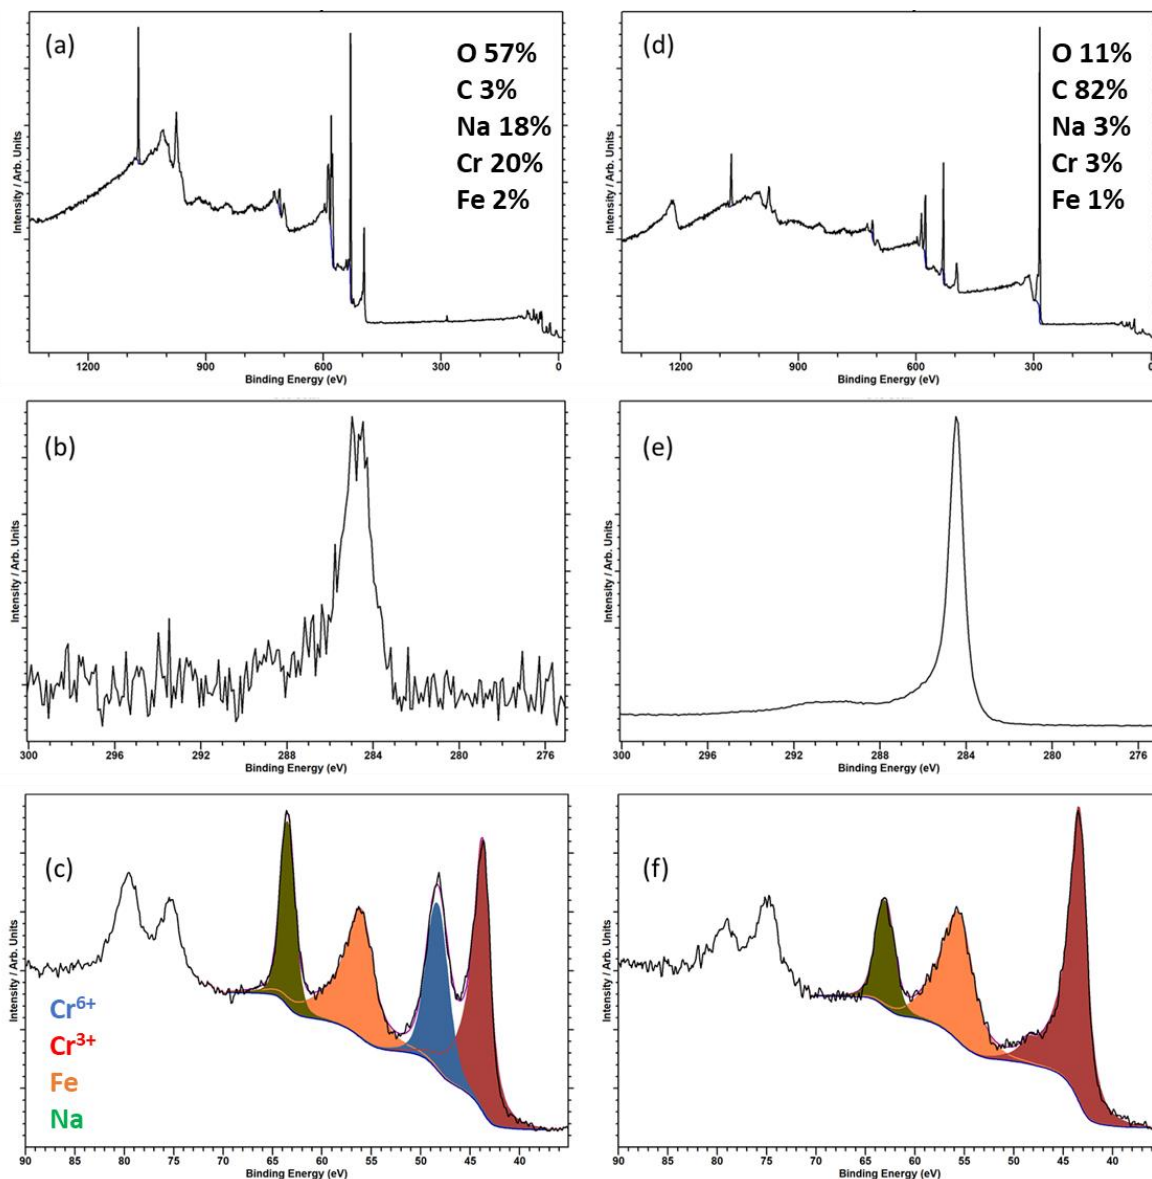 (a)
O 57%
C 3%
Na 18%
Cr 20%
Fe 2%
Intensity / Arb. Units
1200 900 600 300 0
Binding Energy (eV)
(d)
O 11%
C 82%
Na 3%
Cr 3%
Fe 1%
Intensity / Arb. Units
1200 900 600 300 0
Binding Energy (eV)
(b)
Intensity / Arb. Units
300 296 292 288 284 280 276
Binding Energy (eV)
(e)
Intensity / Arb. Units
300 296 292 288 284 280 276
Binding Energy (eV)
(c)
Cr6+
Cr3+
Fe
Na
Intensity / Arb. Units
90 80 75 65 60 55 50 45 40
Binding Energy (eV)
(f)
Intensity / Arb. Units
90 80 75 65 60 55 50 45 40
Binding Energy (eV)